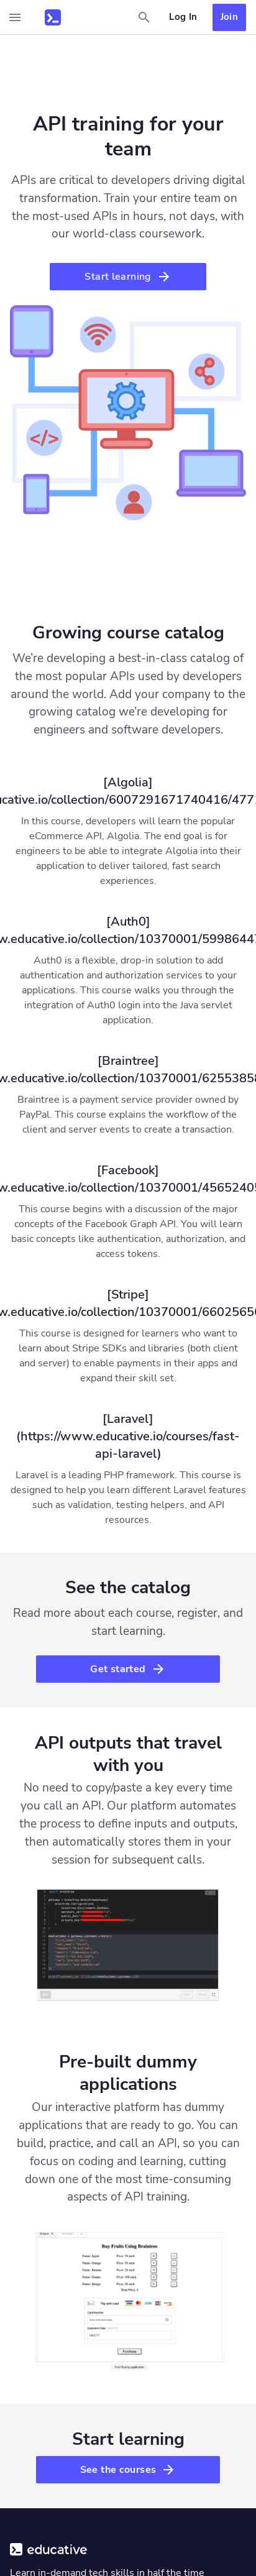 Log In
Join
API training for your
team
APIs are critical to developers driving digital
transformation. Train your entire team on
the most-used APIs in hours, not days, with
our world-class coursework.
Start learning
</>
Growing course catalog
We're developing a best-in-class catalog of
the most popular APIs used by developers
around the world. Add your company to the
growing catalog we're developing for
engineers and software developers.
[Algolia]
ucative.io/collection/6007291671740416/477
In this course, developers will learn the popular
eCommerce API, Algolia. The end goal is for
engineers to be able to integrate Algolia into their
application to deliver tailored, fast search
experiences.
[Auth0]
w.educative.io/collection/10370001/5998644
Auth0 is a flexible, drop-in solution to add
authentication and authorization services to your
applications. This course walks you through the
integration of Auth0 login into the Java servlet
application.
[Braintree]
w.educative.io/collection/10370001/6255385
Braintree is a payment service provider owned by
PayPal. This course explains the workflow of the
client and server events to create a transaction.
[Facebook]
w.educative.io/collection/10370001/4565240
This course begins with a discussion of the major
concepts of the Facebook Graph API. You will learn
basic concepts like authentication, authorization, and
access tokens.
[Stripe]
w.educative.io/collection/10370001/6602565
This course is designed for learners who want to
learn about Stripe SDKs and libraries (both client
and server) to enable payments in their apps and
expand their skill set.
[Laravel]
(https://www.educative.io/courses/fast-
api-laravel)
Laravel is a leading PHP framework. This course is
designed to help you learn different Laravel features
such as validation, testing helpers, and API
resources.
See the catalog
Read more about each course, register, and
start learning.
Get started
API outputs that travel
with you
No need to copy/paste a key every time
you call an API. Our platform automates
the process to define inputs and outputs,
then automatically stores them in your
session for subsequent calls.
Pre-built dummy
applications
Our interactive platform has dummy
applications that are ready to go. You can
build, practice, and call an API, so you can
focus on coding and learning, cutting
down one of the most time-consuming
aspects of API training.
Buy Fruits Using Braintree
Purchase
Start learning
See the courses
educative
Learn in-demand tech skills in half the time